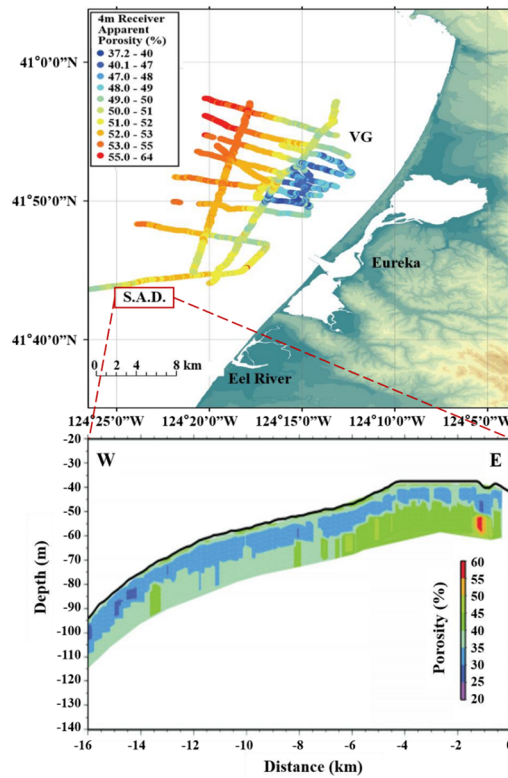 4m Receiver
Apparent
Porosity (%)
37.2 - 40
40.1 - 47
47.0 - 48
48.0 - 49
49.0 - 50
50.0 - 51
51.0 - 52
52.0 - 53
53.0 - 55
55.0 - 64
41°0'0"N
VG
41°50'0"N
Eureka
S.A.D.
41°40'0"N
0 2 4 8 km
Eel River
124°25'W 124°20'W 124°15'W 124°10'W 124°5'0"W
-20
W E
-30
-40
-50
-60
-70
-80
-90
-100
-110
-120
-130
-140
Depth (m)
60
55
50
45
40
35
30
25
20
Porosity (%)
-16 -14 -12 -10 -8 -6 -4 -2 0
Distance (km)